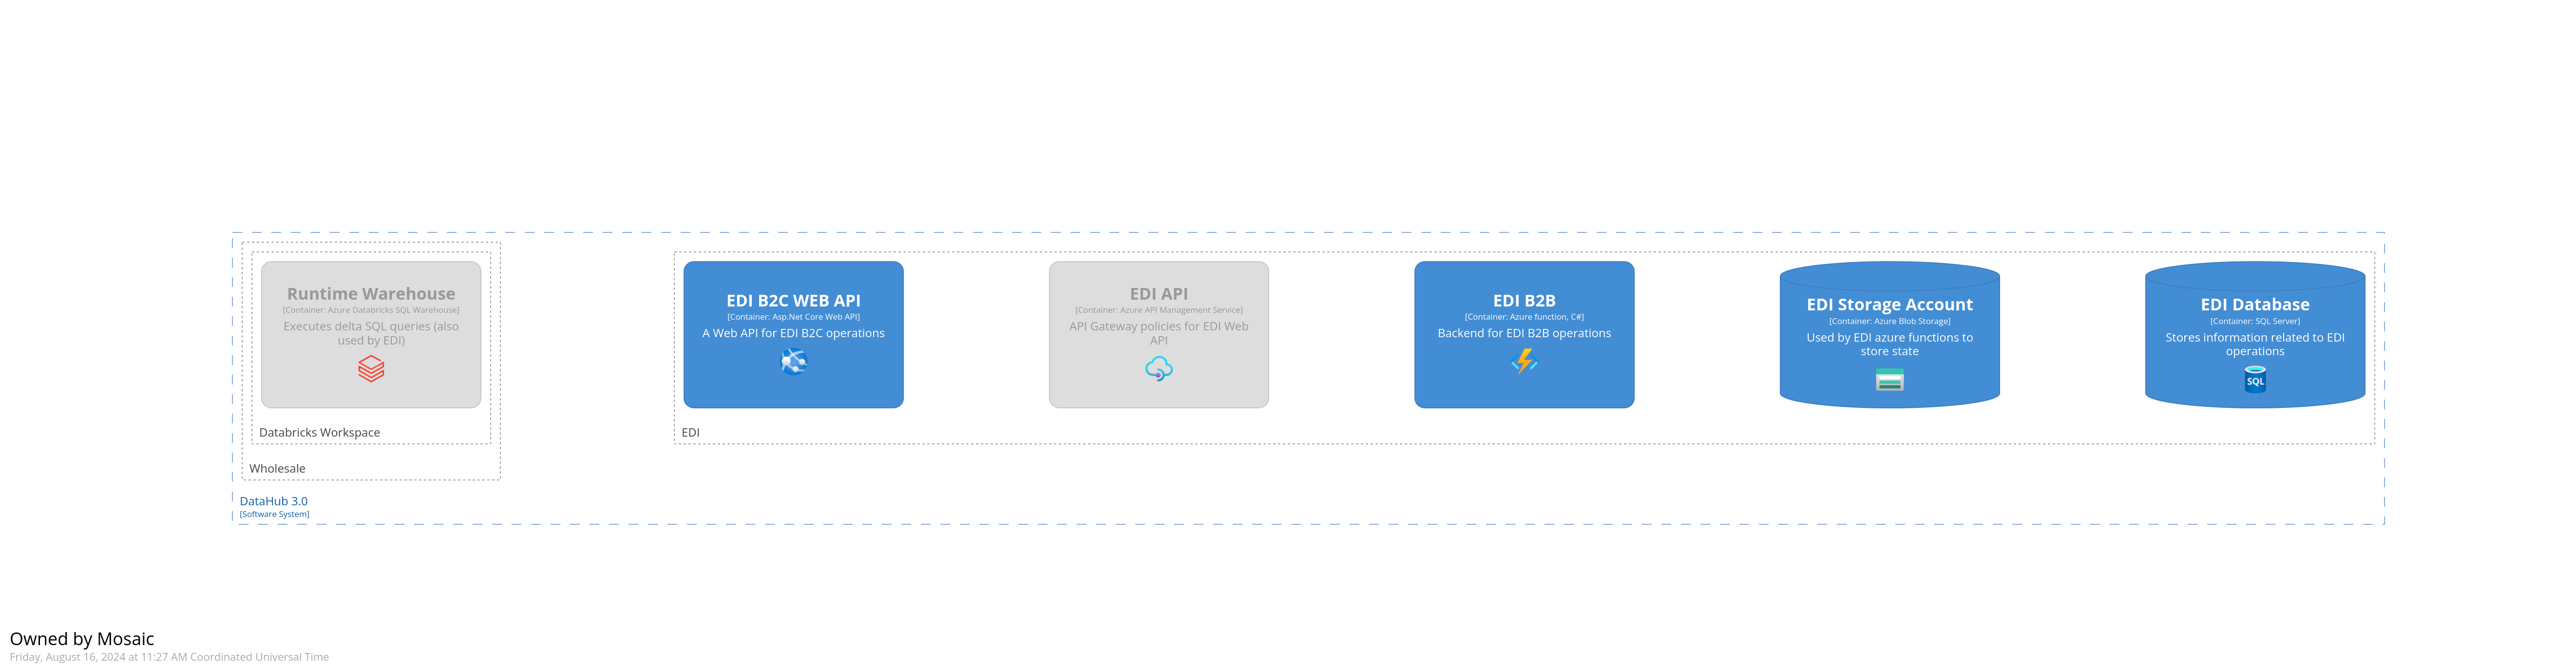 Runtime Warehouse
[Container: Azure Databricks SQL Warehouse]
Executes delta SQL queries (also
used by EDI)
Databricks Workspace
Wholesale
EDI B2C WEB API
[Container: Asp.Net Core Web API]
A Web API for EDI B2C operations
EDI API
[Container: Azure API Management Service]
API Gateway policies for EDI Web
API
EDI B2B
[Container: Azure function, C#]
Backend for EDI B2B operations
EDI Storage Account
[Container: Azure Blob Storage]
Used by EDI azure functions to
store state
EDI Database
[Container: SQL Server]
Stores information related to EDI
operations
SQL
EDI
DataHub 3.0
[Software System]
Owned by Mosaic
Friday, August 16, 2024 at 11:27 AM Coordinated Universal Time